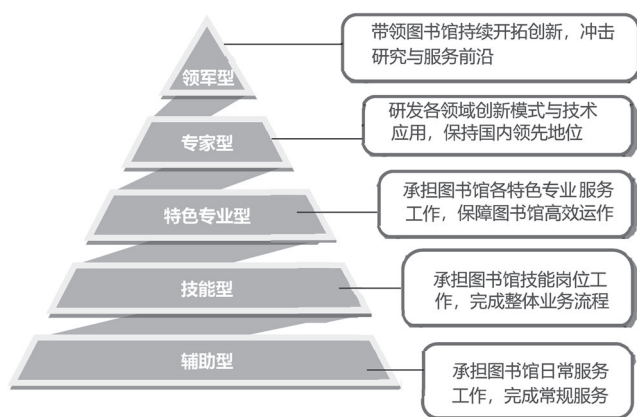 领军型
带领图书馆持续开拓创新，冲击
研究与服务前沿
专家型
研发各领域创新模式与技术
应用，保持国内领先地位
特色专业型
承担图书馆各特色专业服务
工作，保障图书馆高效运作
技能型
承担图书馆技能岗位工
作，完成整体业务流程
辅助型
承担图书馆日常服务
工作，完成常规服务